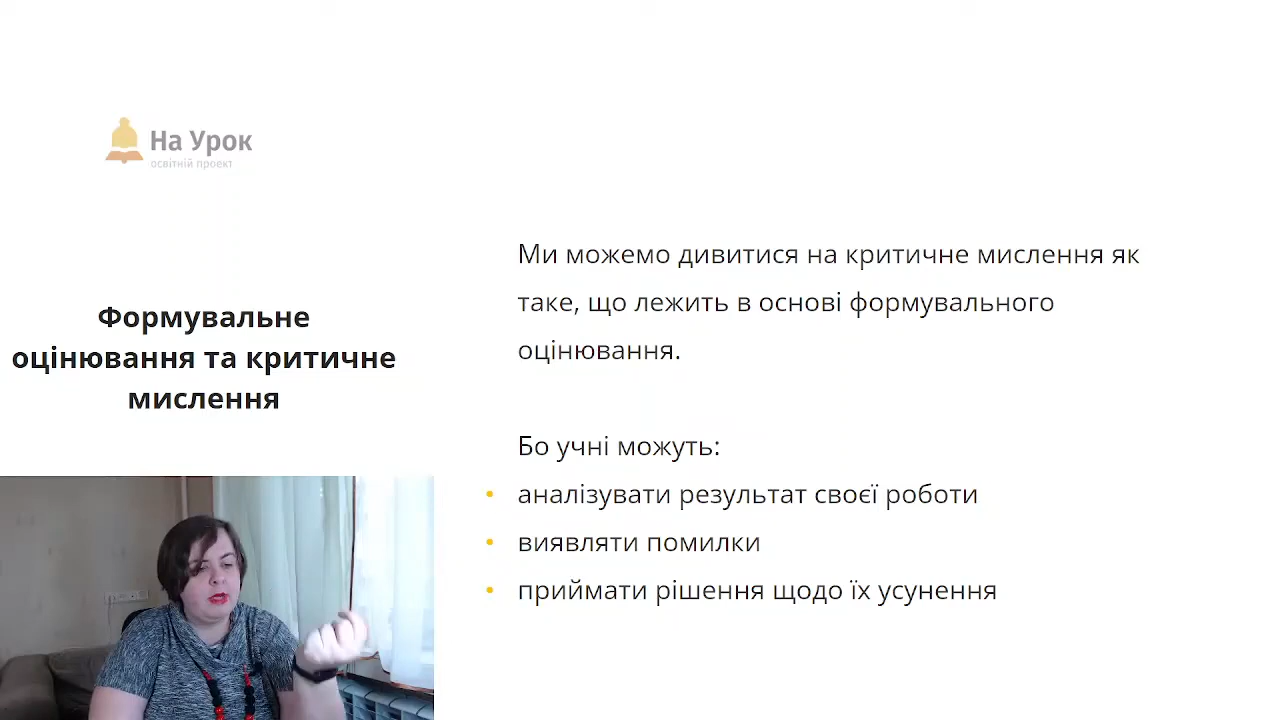 На Урок
освітній проект
Формувальне
оцінювання та критичне
мислення
Ми можемо дивитися на критичне мислення як
таке, що лежить в основі формувального
оцінювання.
Бо учні можуть:
• аналізувати результат своєї роботи
• виявляти помилки
• приймати рішення щодо їх усунення